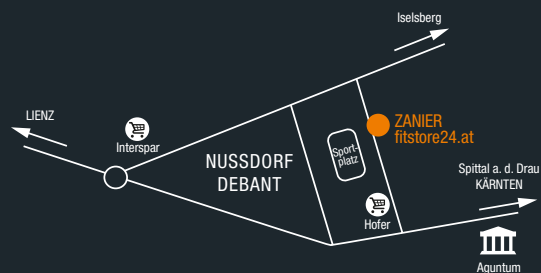 Iselsberg
LIENZ
Interspar
ZANIER
fitstore24.at
NUSSDORF
DEBANT
Sport-
platz
Spittal a. d. Drau
KÄRNTEN
Hofer
Aguntum